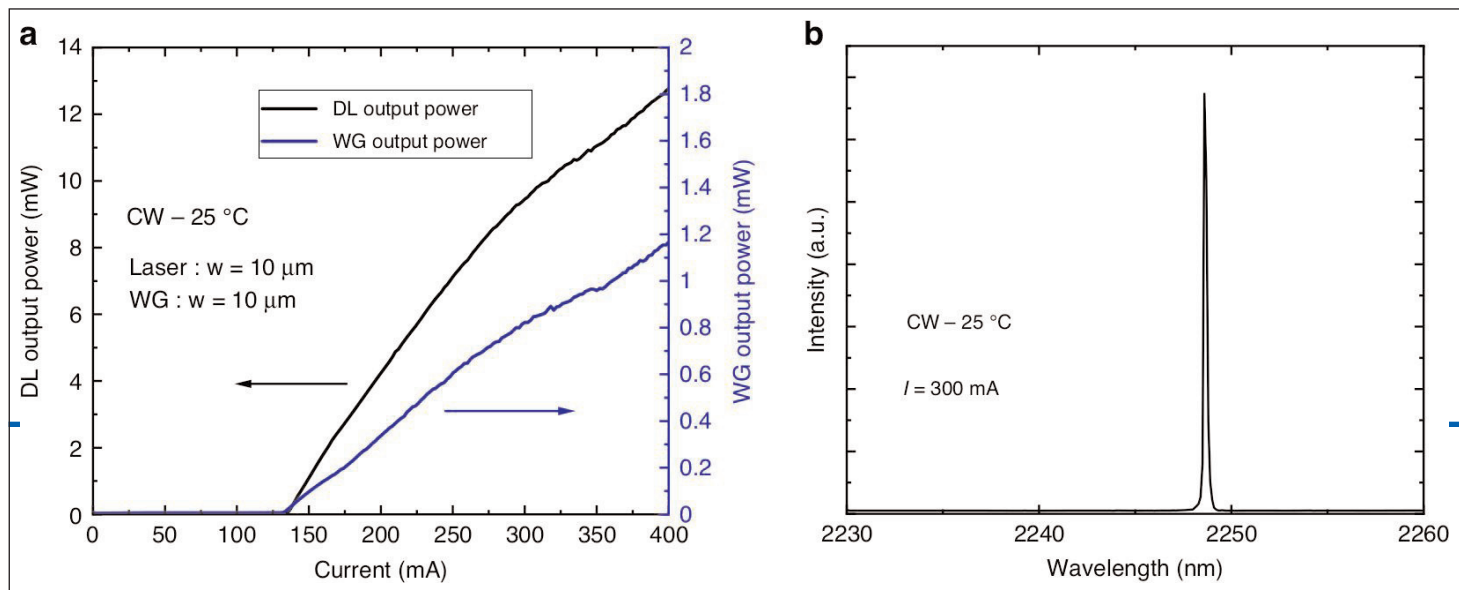 a
14
12
10
8
6
4
2
0
DL output power (mW)
DL output power
WG output power
CW – 25 °C
Laser : w = 10 μm
WG : w = 10 μm
0 50 100 150 200 250 300 350 400
Current (mA)
2
1.8
1.6
1.4
1.2
1
0.8
0.6
0.4
0.2
0
WG output power (mW)
b
Intensity (a.u.)
CW – 25 °C
I = 300 mA
2230 2240 2250 2260
Wavelength (nm)